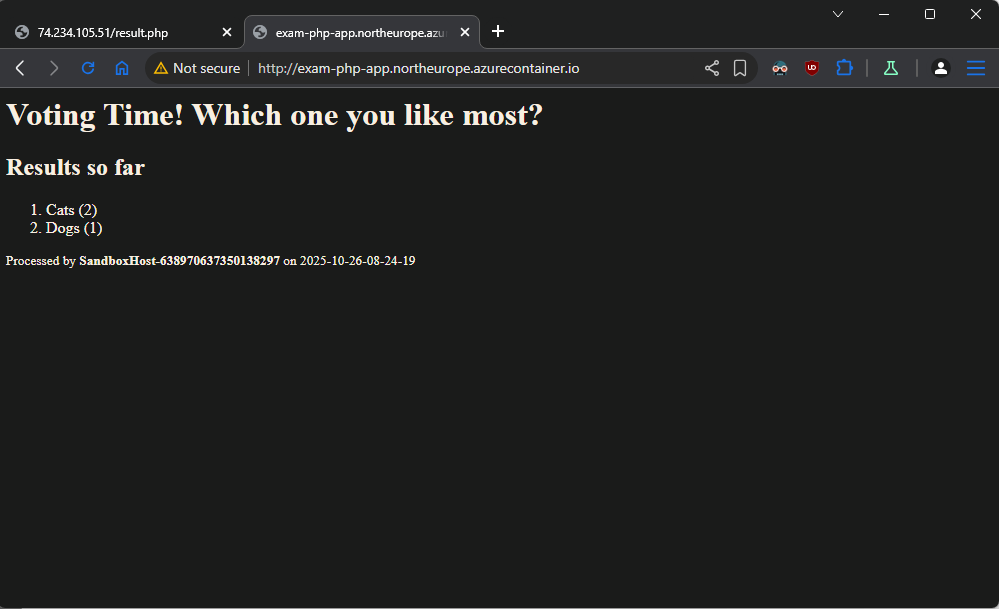 74.234.105.51/result.php
exam-php-app.northeurope.azu
Not secure
http://exam-php-app.northeurope.azurecontainer.io
Voting Time! Which one you like most?
Results so far
1. Cats (2)
2. Dogs (1)
Processed by SandboxHost-638970637350138297 on 2025-10-26-08-24-19